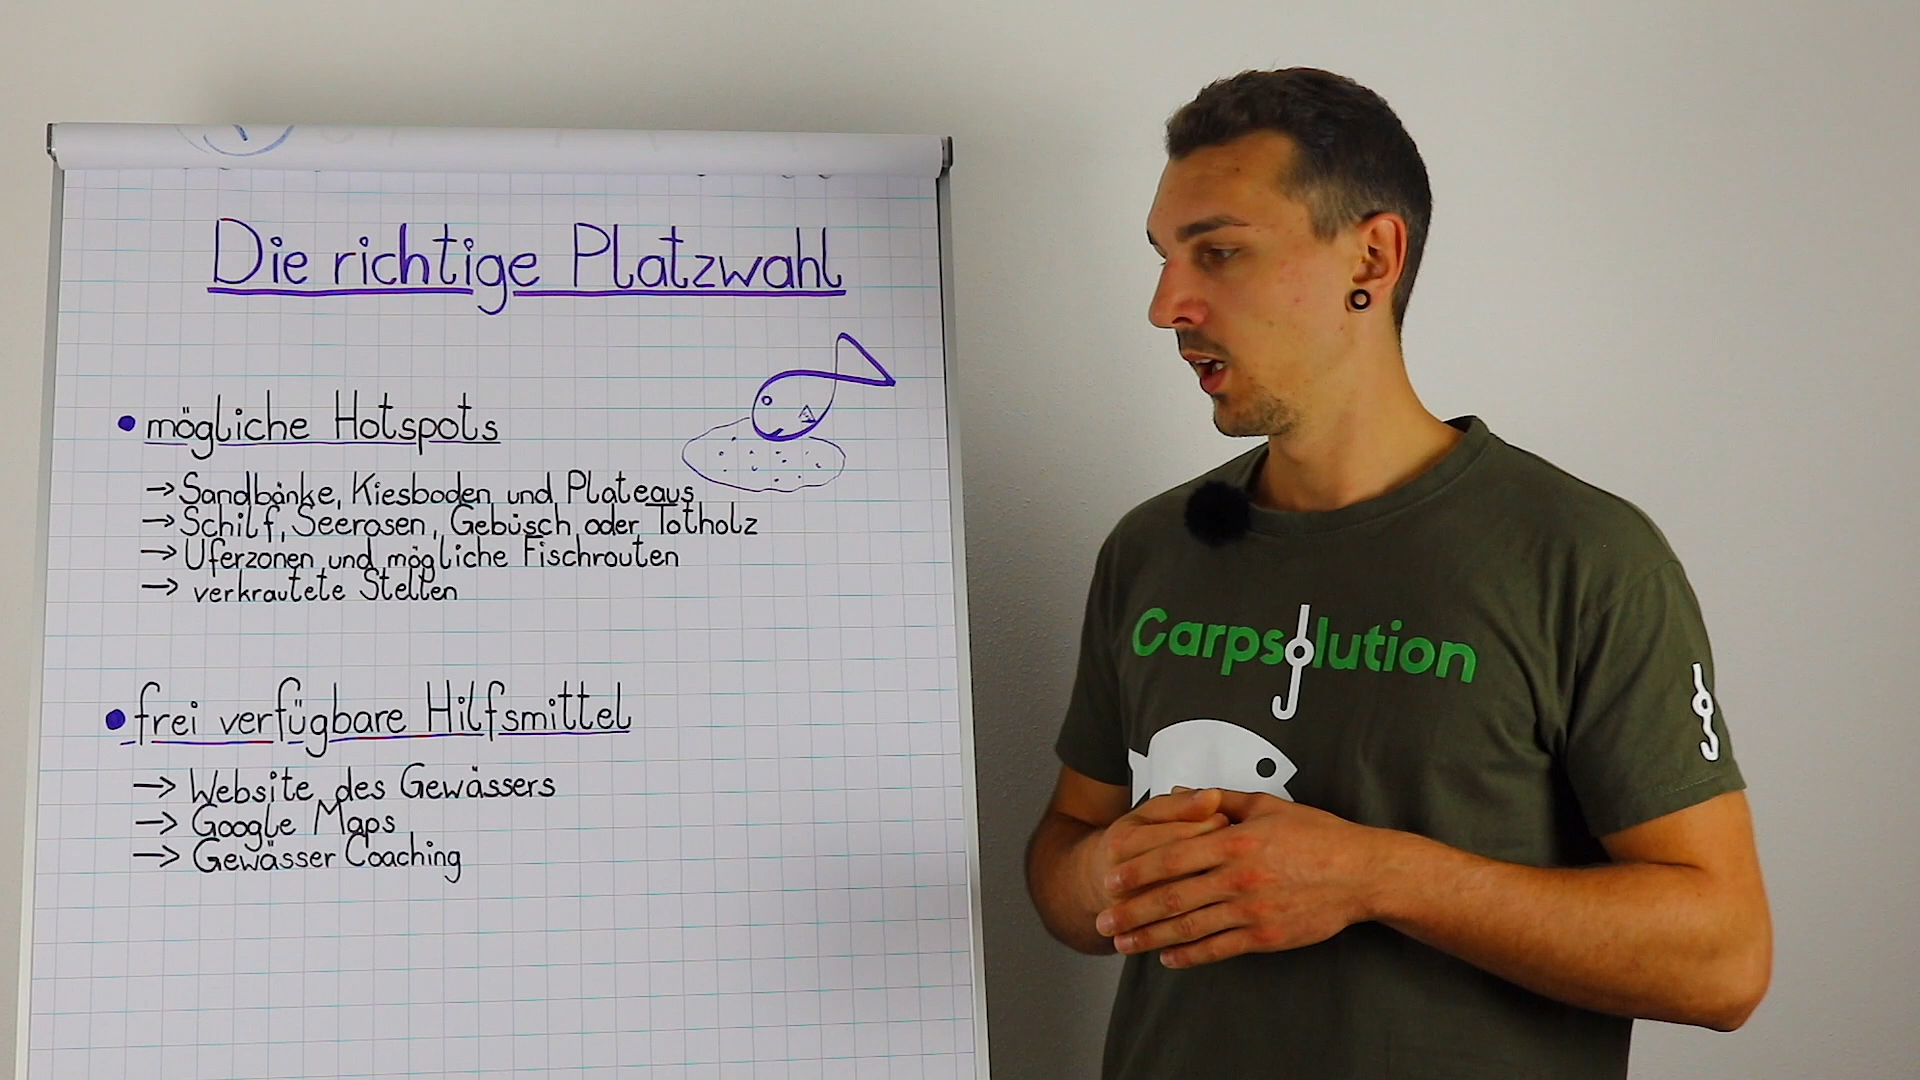 Die richtige Platzwahl
• mögliche Hotspots
→ Sandbänke, Kiesboden und Plateaus
→ Schilf, Seerosen, Gebüsch oder Totholz
→ Uferzonen und mögliche Fischrouten
→ verkrautete Stellen
• frei verfügbare Hilfsmittel
→ Website des Gewässers
→ Google Maps
→ Gewässer Coaching
Carpsolution